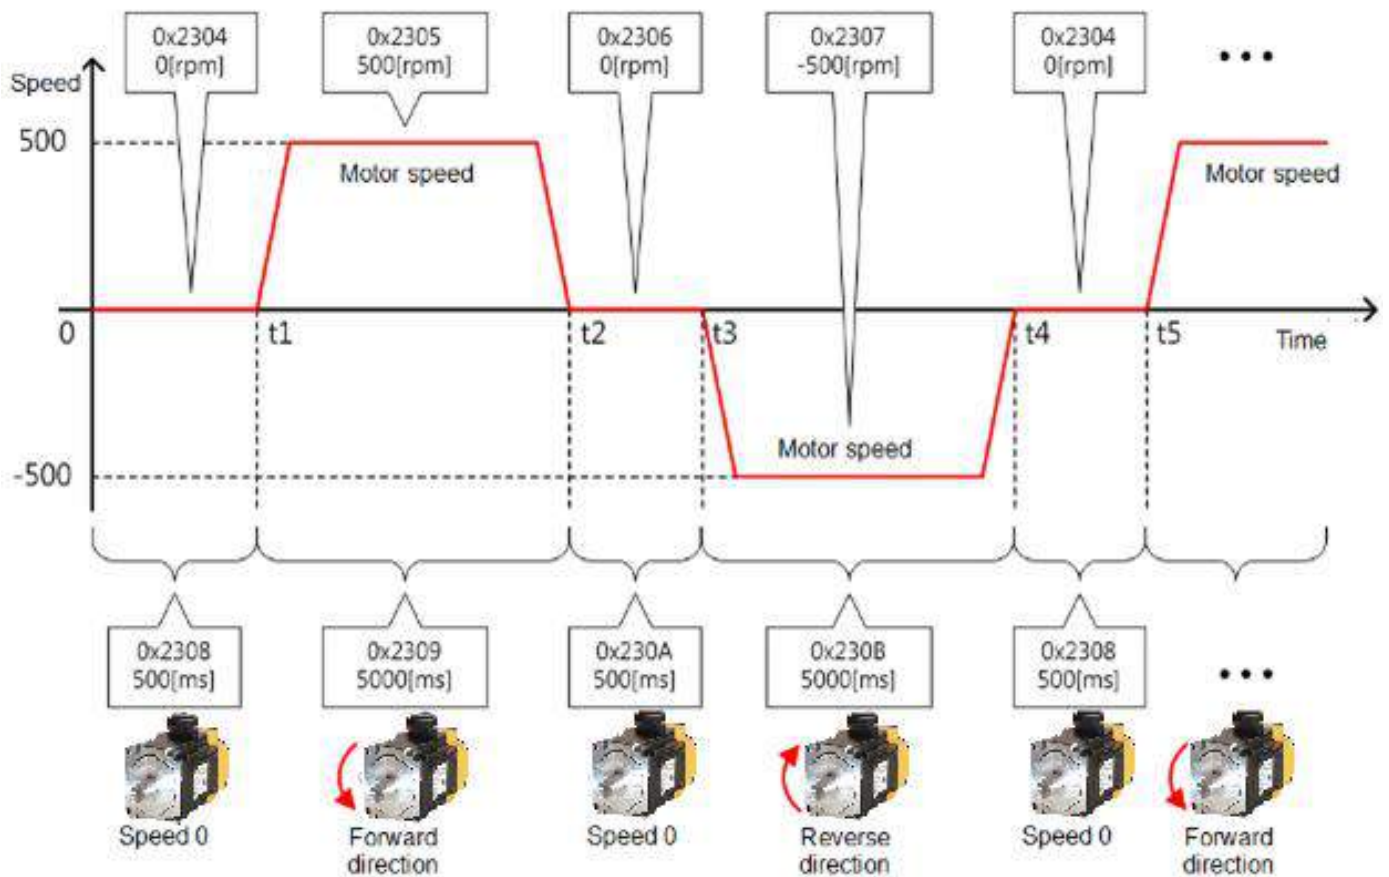 0x2304
0[rpm]
0x2305
500[rpm]
0x2306
0[rpm]
0x2307
-500[rpm]
0x2304
0[rpm]
•••
Speed
500
Motor speed
Motor speed
0
t1
t2
t3
t4
t5
Time
-500
Motor speed
0x2308
500[ms]
0x2309
5000[ms]
0x230A
500[ms]
0x230B
5000[ms]
0x2308
500[ms]
•••
Speed 0
Forward
direction
Speed 0
Reverse
direction
Speed 0
Forward
direction